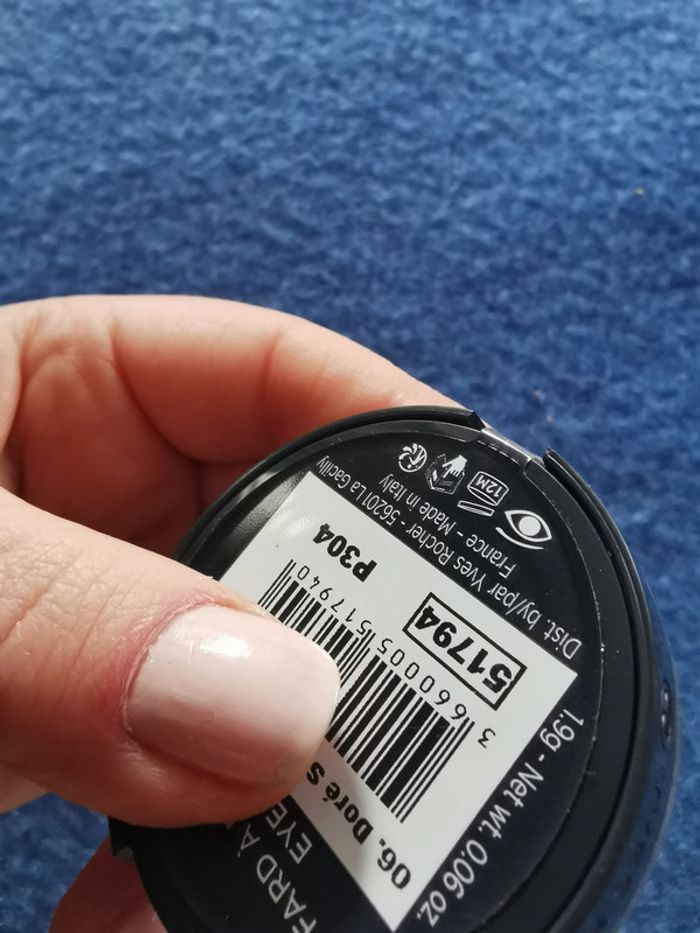 FARD À
EYE
06. Doré
3 660005 517940
51794 P304
1.9g - Net wt. 0.06 oz.
Dist. by/par Yves Rocher - 56201 La Gacilly
France - Made in Italy
12M